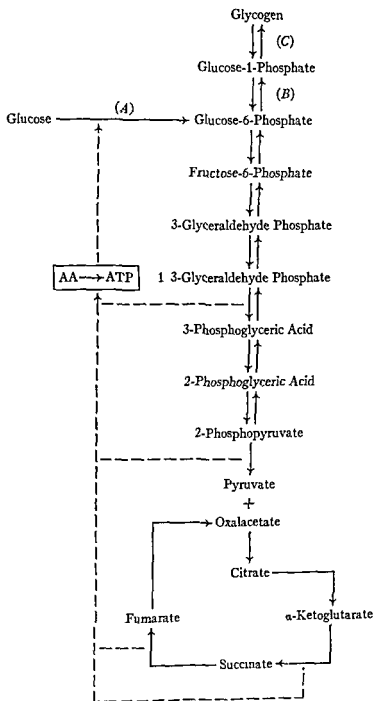 Glycogen
(C)
Glucose-1-Phosphate
(B)
(A)
Glucose
Glucose-6-Phosphate
Fructose-6-Phosphate
3-Glyceraldehyde Phosphate
AA → ATP
1 3-Glyceraldehyde Phosphate
3-Phosphoglyceric Acid
2-Phosphoglyceric Acid
2-Phosphopyruvate
Pyruvate
+
Oxalacetate
Citrate
Fumarate
α-Ketoglutarate
Succinate